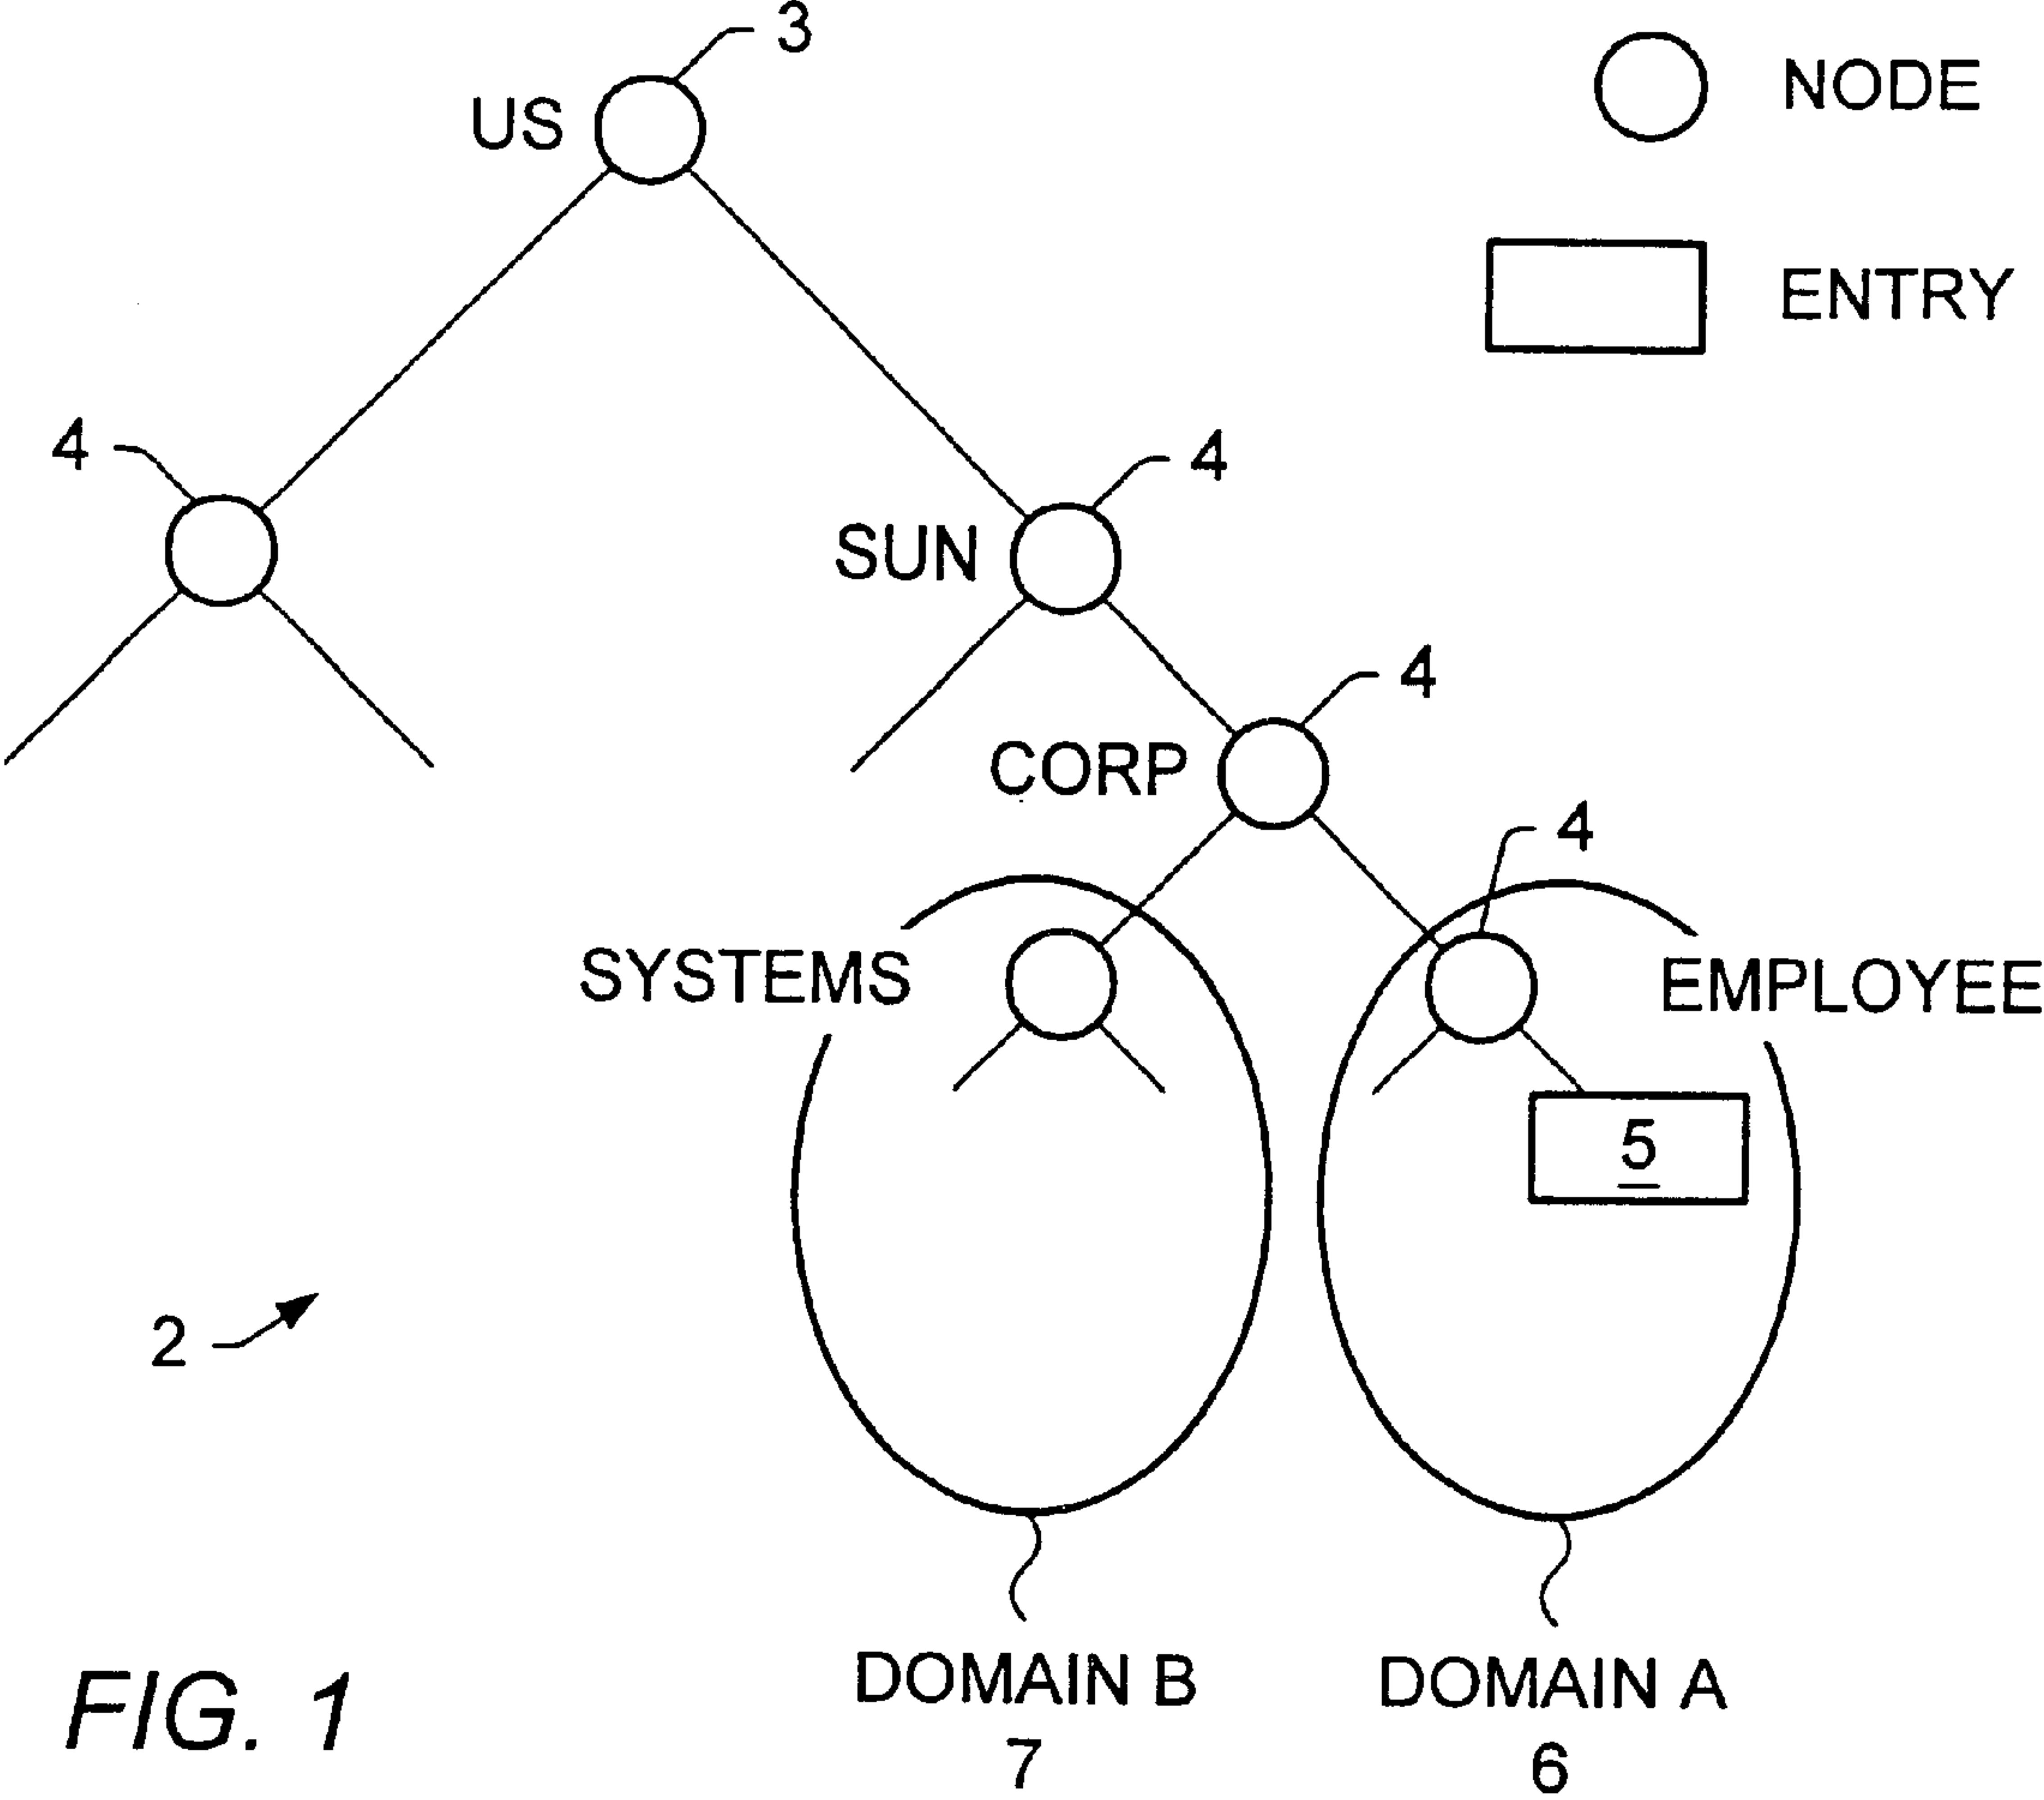 3
US
NODE
ENTRY
4
4
SUN
4
CORP
4
SYSTEMS
EMPLOYEE
5
2
DOMAIN B
DOMAIN A
FIG. 1
7
6